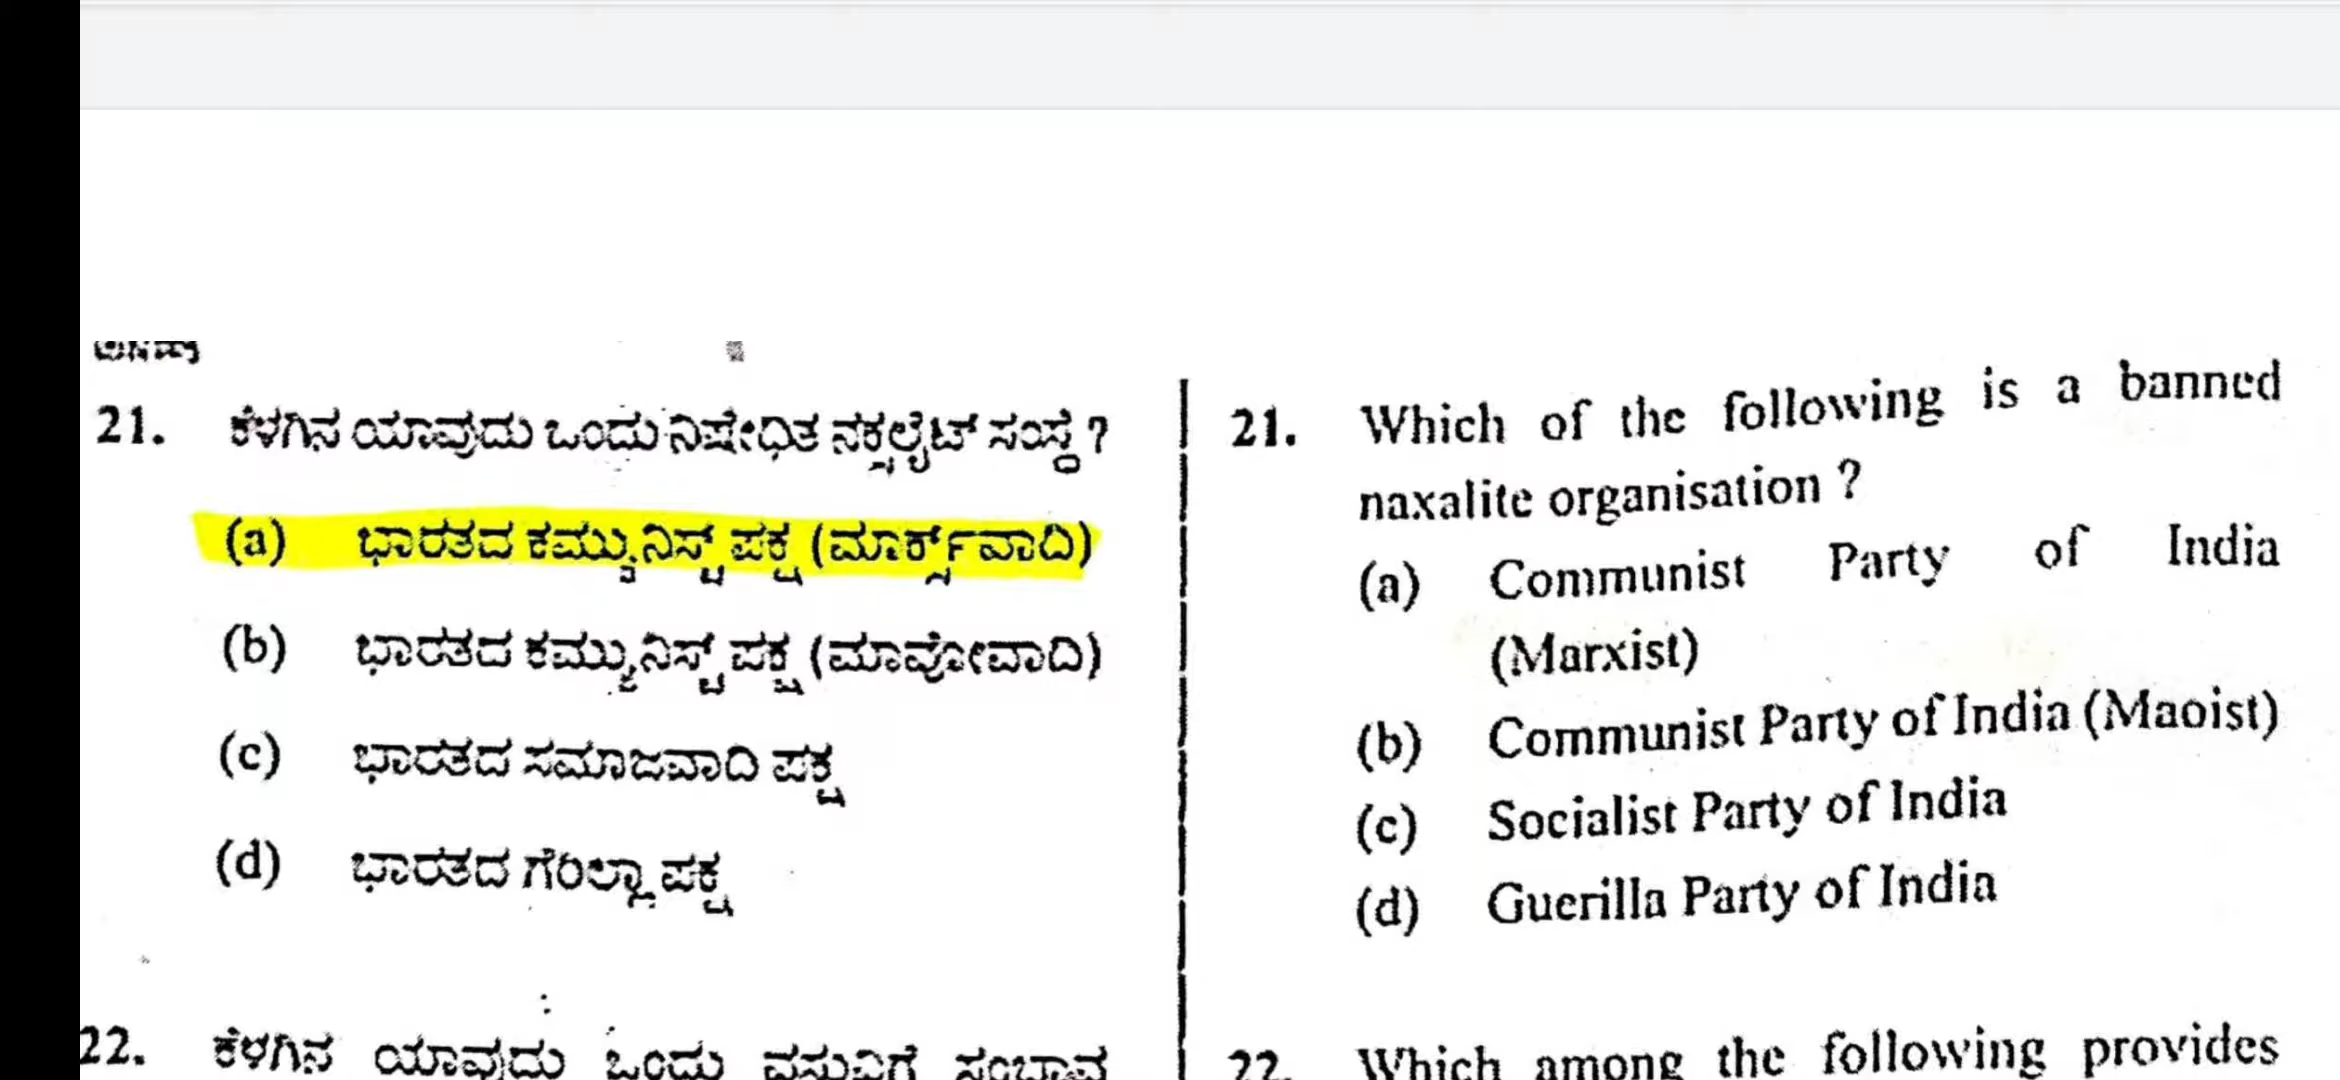 21. ಕೆಳಗಿನ ಯಾವುದು ಒಂದು ನಿಷೇಧಿತ ನಕ್ಸಲೈಟ್ ಸಂಸ್ಥೆ ?
(a) ಭಾರತದ ಕಮ್ಯುನಿಸ್ಟ್ ಪಕ್ಷ (ಮಾರ್ಕ್ಸ್‌ವಾದಿ)
(b) ಭಾರತದ ಕಮ್ಯುನಿಸ್ಟ್ ಪಕ್ಷ (ಮಾವೋವಾದಿ)
(c) ಭಾರತದ ಸಮಾಜವಾದಿ ಪಕ್ಷ
(d) ಭಾರತದ ಗೆರಿಲ್ಲಾ ಪಕ್ಷ
22. ಕೆಳಗಿನ ಯಾವುದು ಒಂದು ವಸ್ತುವಿಗೆ
21. Which of the following is a banned
naxalite organisation ?
(a) Communist Party of India
(Marxist)
(b) Communist Party of India (Maoist)
(c) Socialist Party of India
(d) Guerilla Party of India
22. Which among the following provides